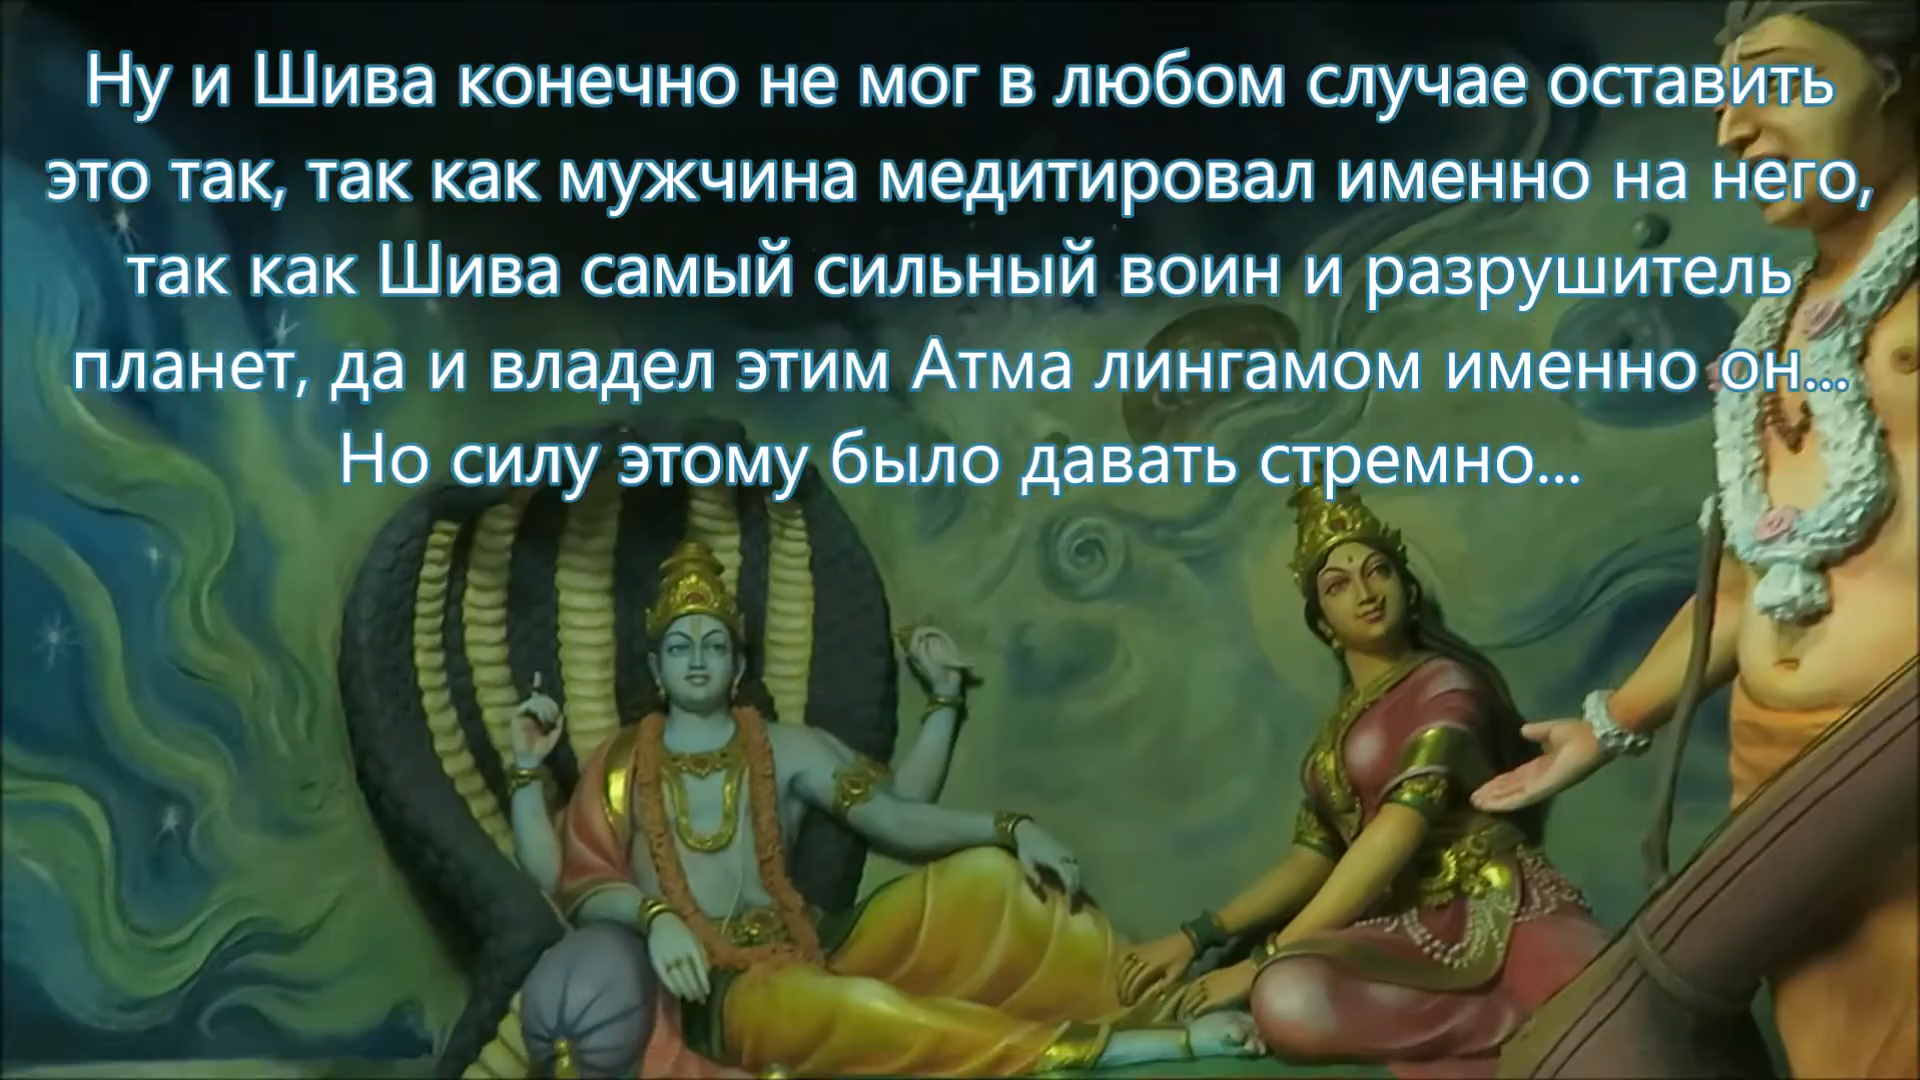 Ну и Шива конечно не мог в любом случае оставить
это так, так как мужчина медитировал именно на него,
так как Шива самый сильный воин и разрушитель
планет, да и владел этим Атма лингамом именно он...
Но силу этому было давать стремно...